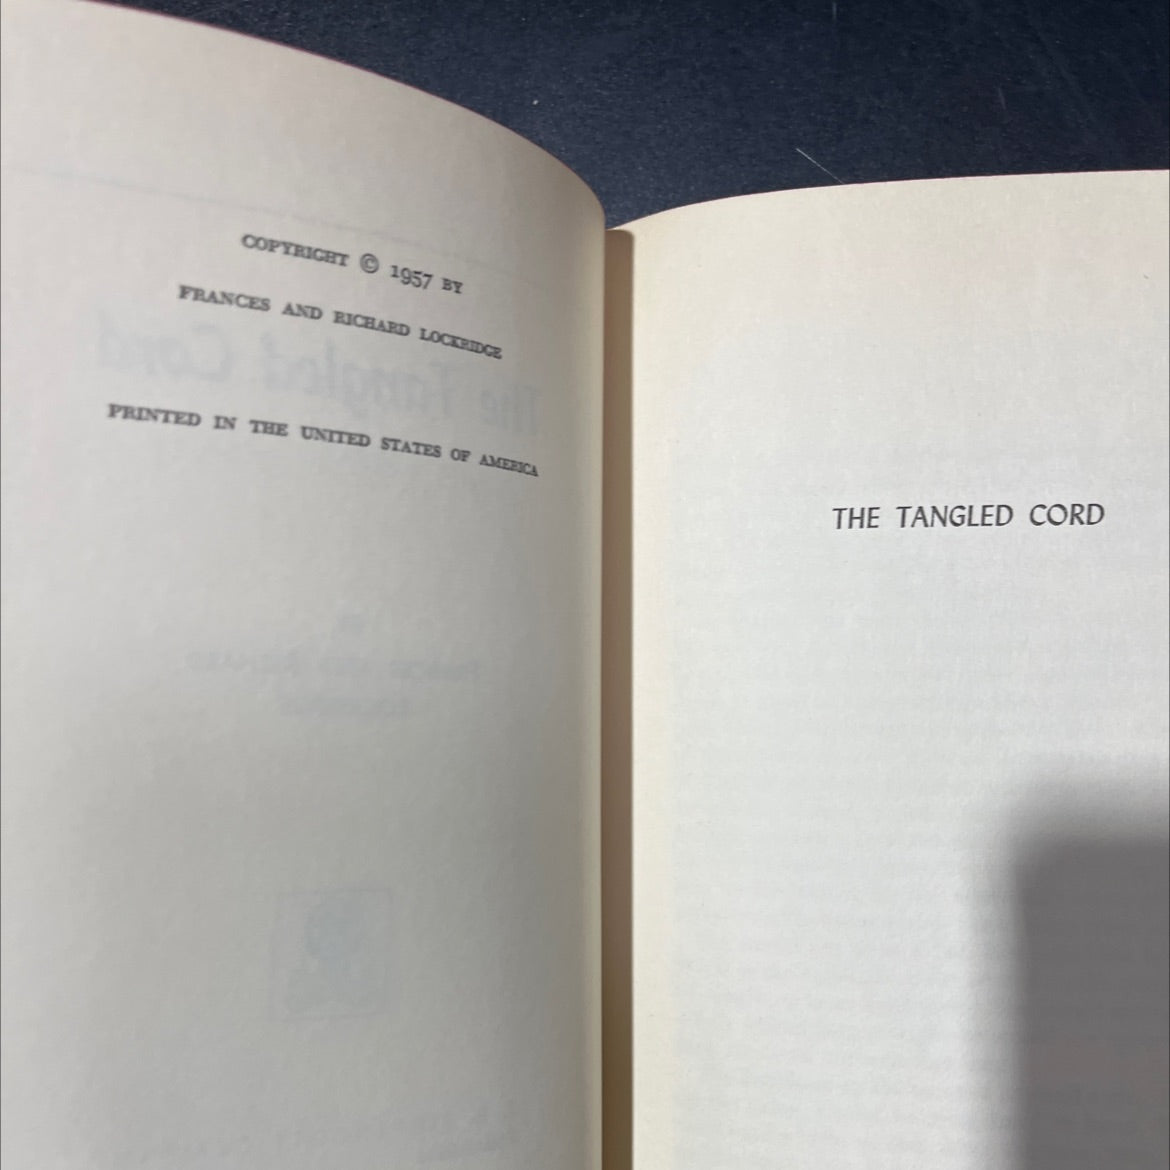 COPYRIGHT © 1957 BY
FRANCES AND RICHARD LOCKRIDGE
PRINTED IN THE UNITED STATES OF AMERICA
THE TANGLED CORD